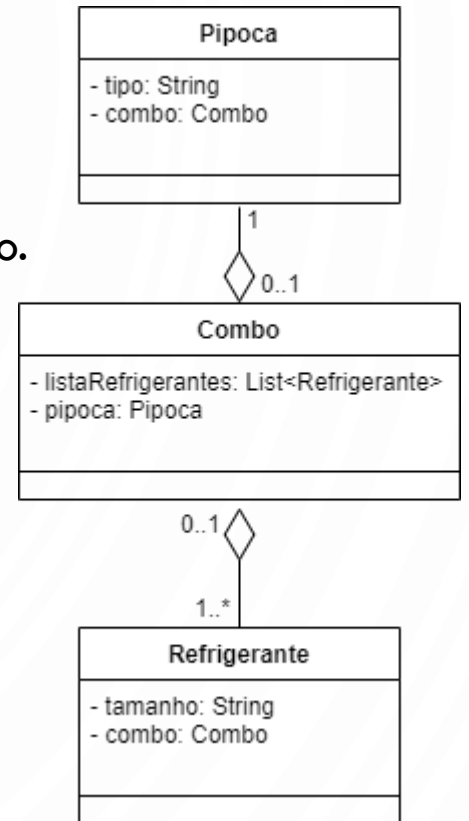 Pipoca
- tipo: String
- combo: Combo
1
o.
0..1
Combo
- listaRefrigerantes: List<Refrigerante>
- pipoca: Pipoca
0..1
1..*
Refrigerante
- tamanho: String
- combo: Combo